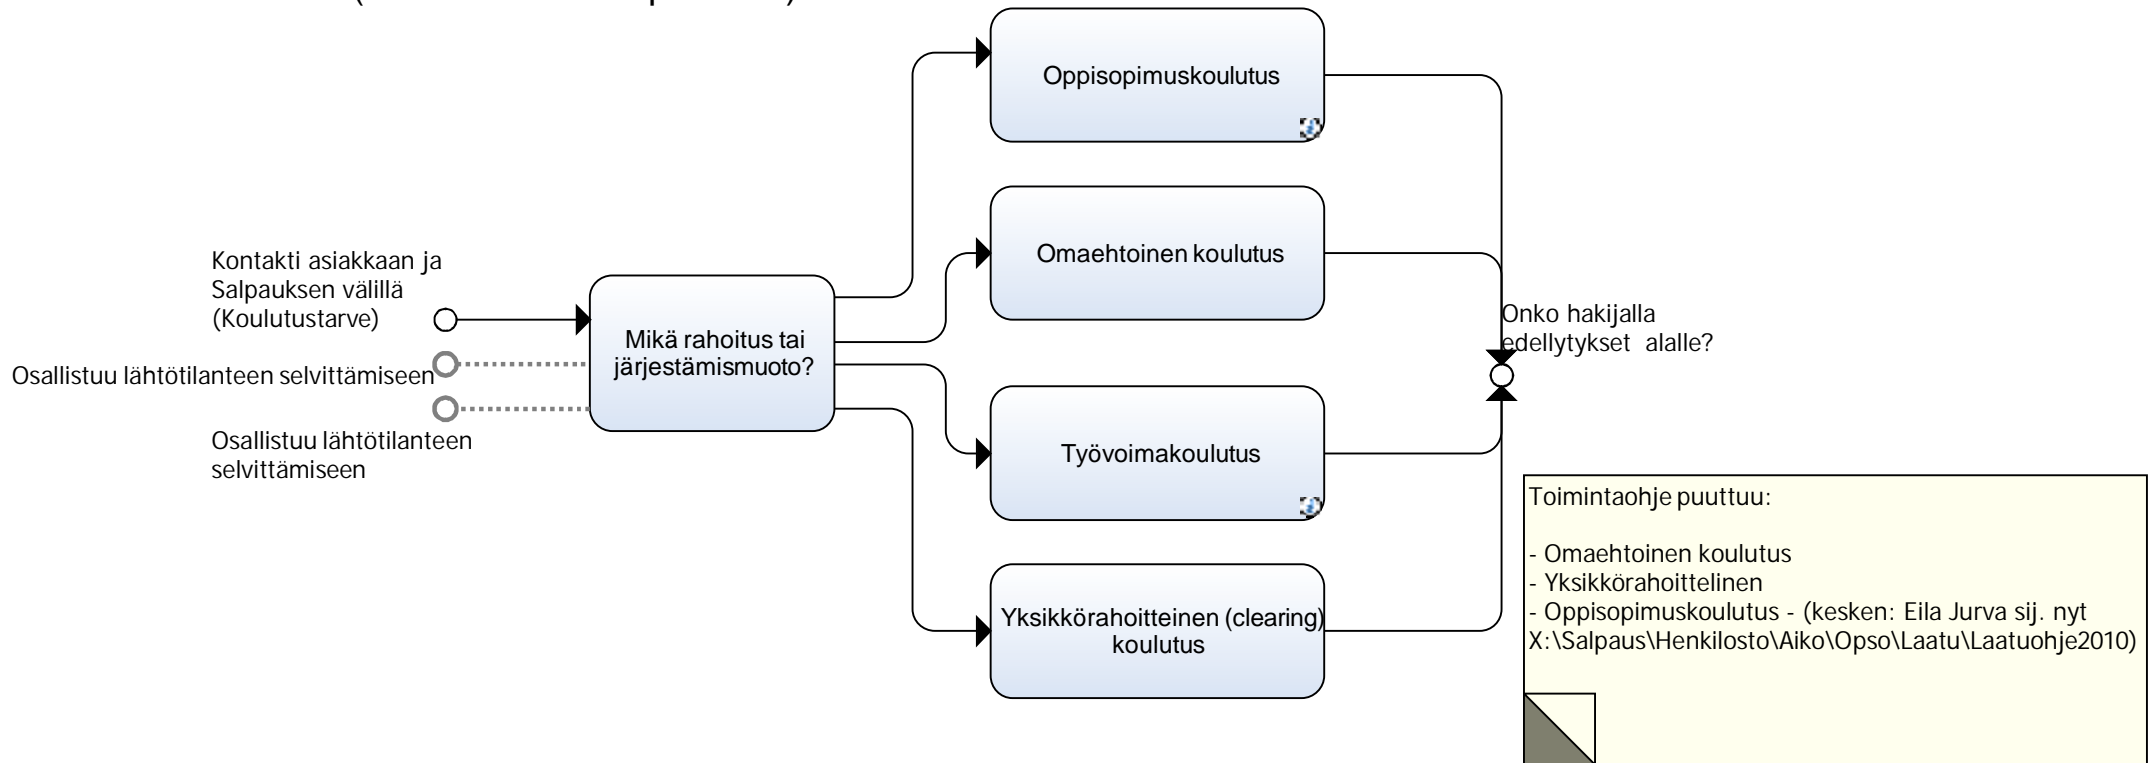 Kontakti asiakkaan ja
Salpauksen välillä
(Koulutustarve)
Osallistuu lähtötilanteen selvittämiseen
Osallistuu lähtötilanteen
selvittämiseen
Mikä rahoitus tai
järjestämismuoto?
Oppisopimuskoulutus
Omaehtoinen koulutus
Työvoimakoulutus
Yksikkörahoitteinen (clearing)
koulutus
Onko hakijalla
edellytykset alalle?
Toimintaohje puuttuu:
- Omaehtoinen koulutus
- Yksikkörahoittelinen
- Oppisopimuskoulutus - (kesken: Eila Jurva sij. nyt
X:\Salpaus\Henkilosto\Aiko\Opso\Laatu\Laatuohje2010)